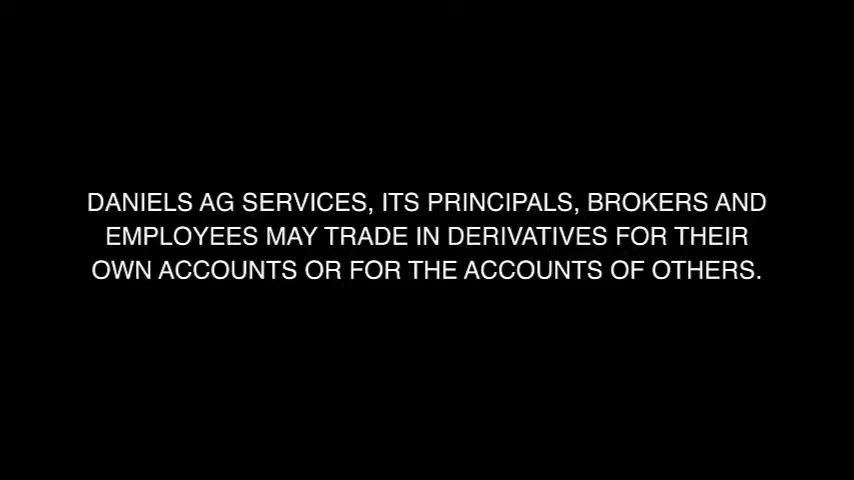 DANIELS AG SERVICES, ITS PRINCIPALS, BROKERS AND
EMPLOYEES MAY TRADE IN DERIVATIVES FOR THEIR
OWN ACCOUNTS OR FOR THE ACCOUNTS OF OTHERS.